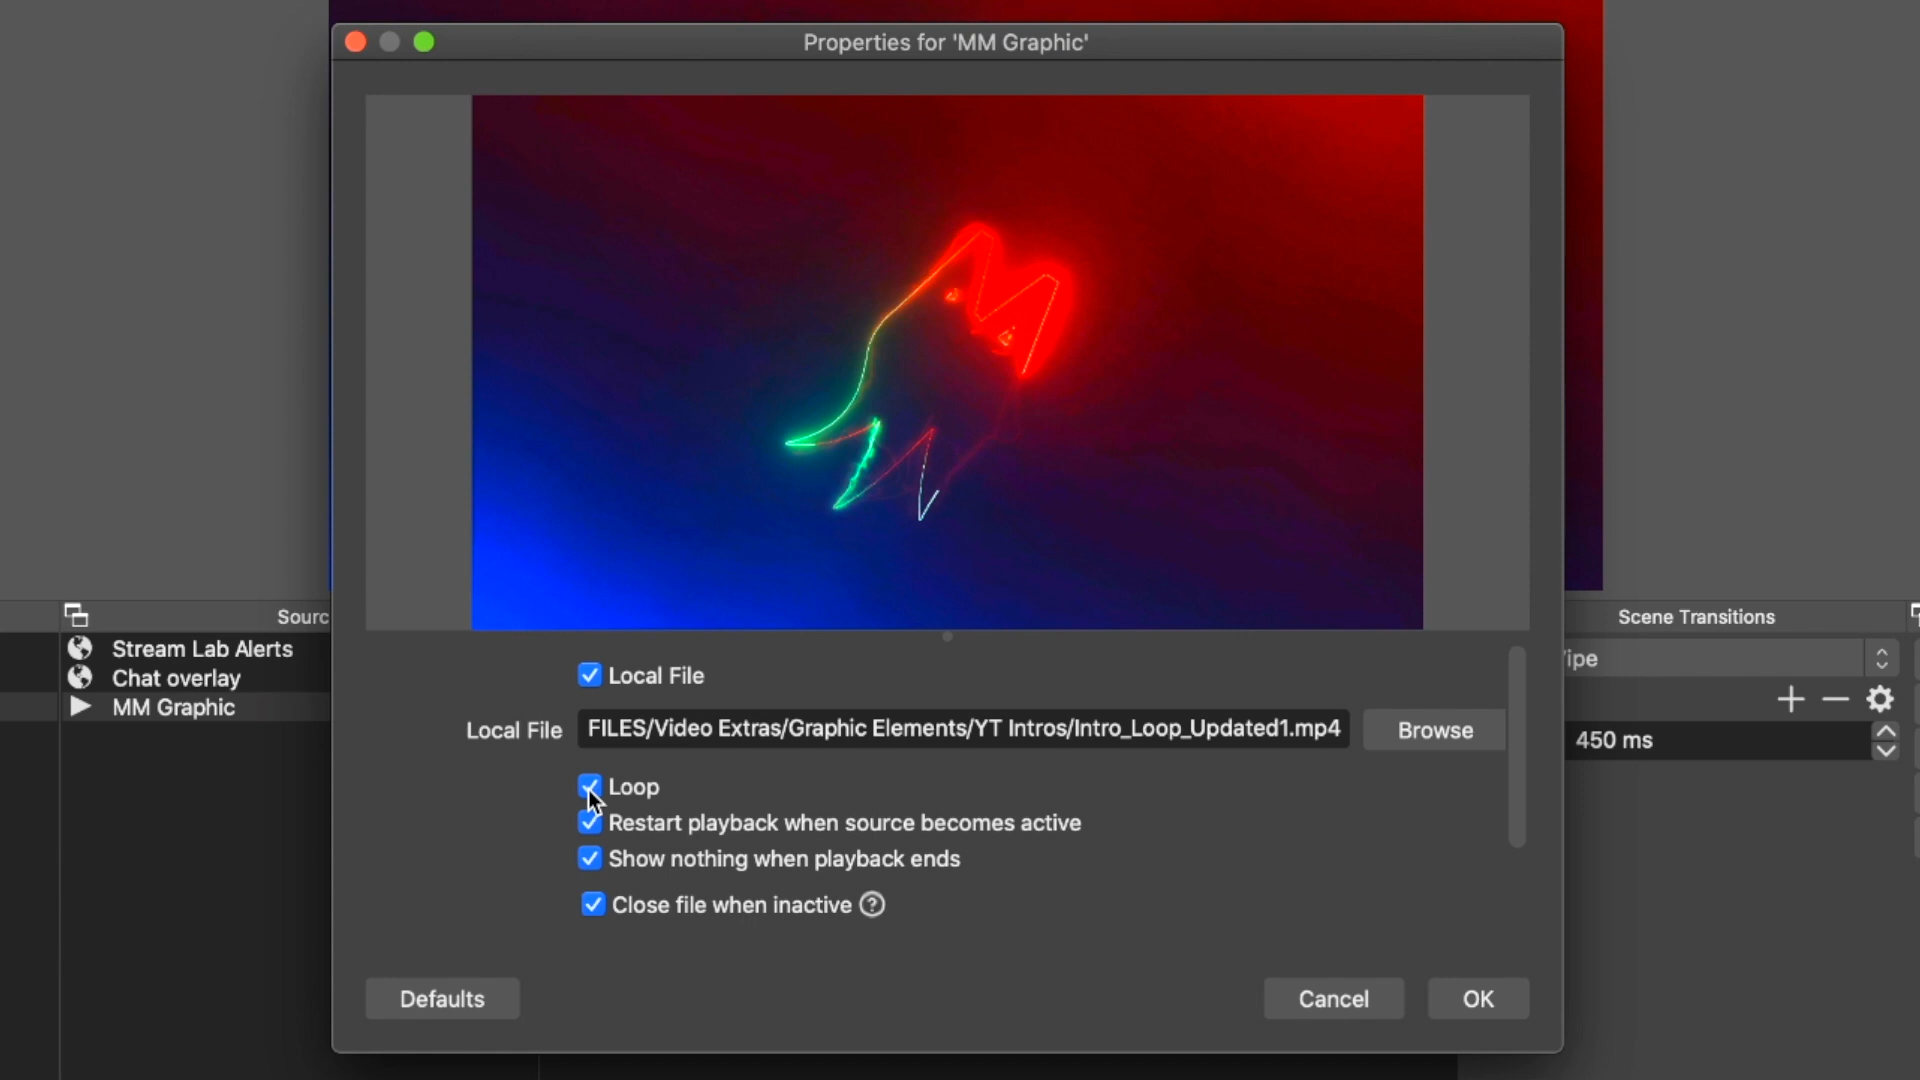 Properties for 'MM Graphic'
Local File
Local File
FILES/Video Extras/Graphic Elements/YT Intros/Intro_Loop_Updated1.mp4
Browse
Loop
Restart playback when source becomes active
Show nothing when playback ends
Close file when inactive ?
Defaults
Cancel
OK
Sourc
Stream Lab Alerts
Chat overlay
MM Graphic
Scene Transitions
ipe
450 ms